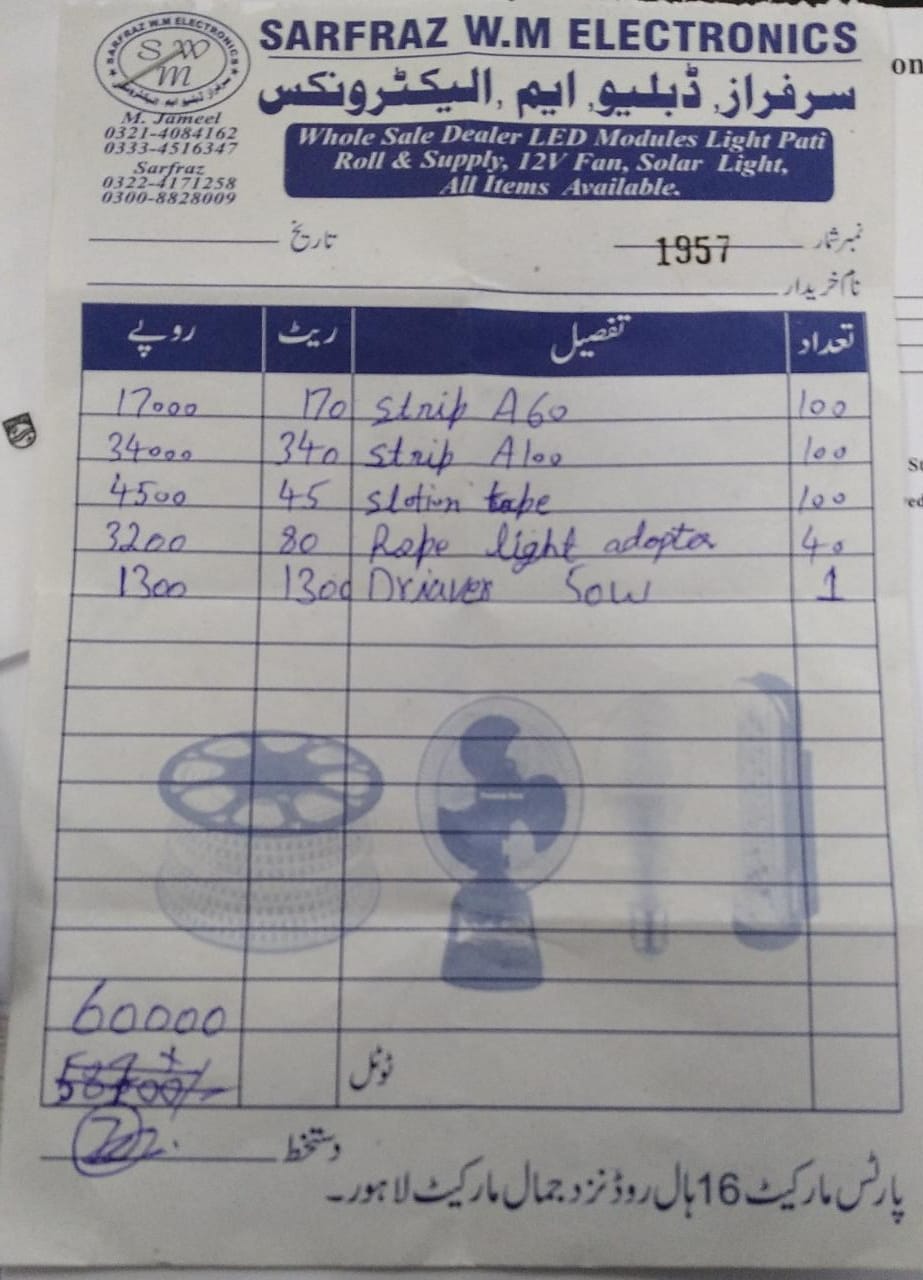 SARFRAZ W.M ELECTRONICS
SWM
SARFRAZ W.M ELECTRONICS
سرفراز, ڈبلیو, ایم, الیکٹرونکس
M. Jameel
0321-4084162
0333-4516347
Sarfraz
0322-4171258
0300-8828009
Whole Sale Dealer LED Modules Light Pati
Roll & Supply, 12V Fan, Solar Light,
All Items Available.
نمبر شمار 1957 تاریخ
نام خریدار
تعداد تفصیل ریٹ روپے
17000 170 Strip A60 100
34000 340 Strip A100 100
4500 45 Slotion tape 100
3200 80 Rope light adopter 40
1300 1300 Driaver 50W 1
60000
ٹوٹل
دستخط
پارٹس مارکیٹ 16 ہال روڈ نزد جمال مارکیٹ لاہور۔